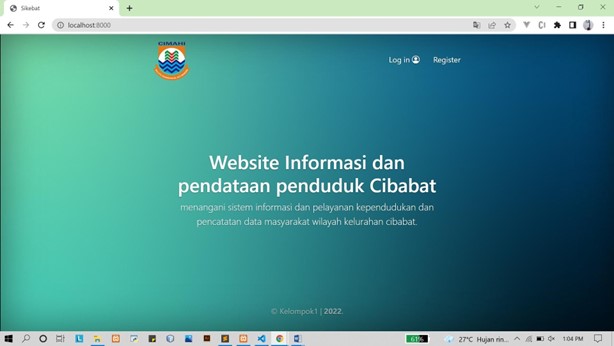 Sikebat
localhost:8000
CIMAHI
Log in
Register
Website Informasi dan
pendataan penduduk Cibabat
menangani sistem informasi dan pelayanan kependudukan dan
pencatatan data masyarakat wilayah kelurahan cibabat.
© Kelompok1 | 2022.
61%
27°C Hujan rin...
1:04 PM